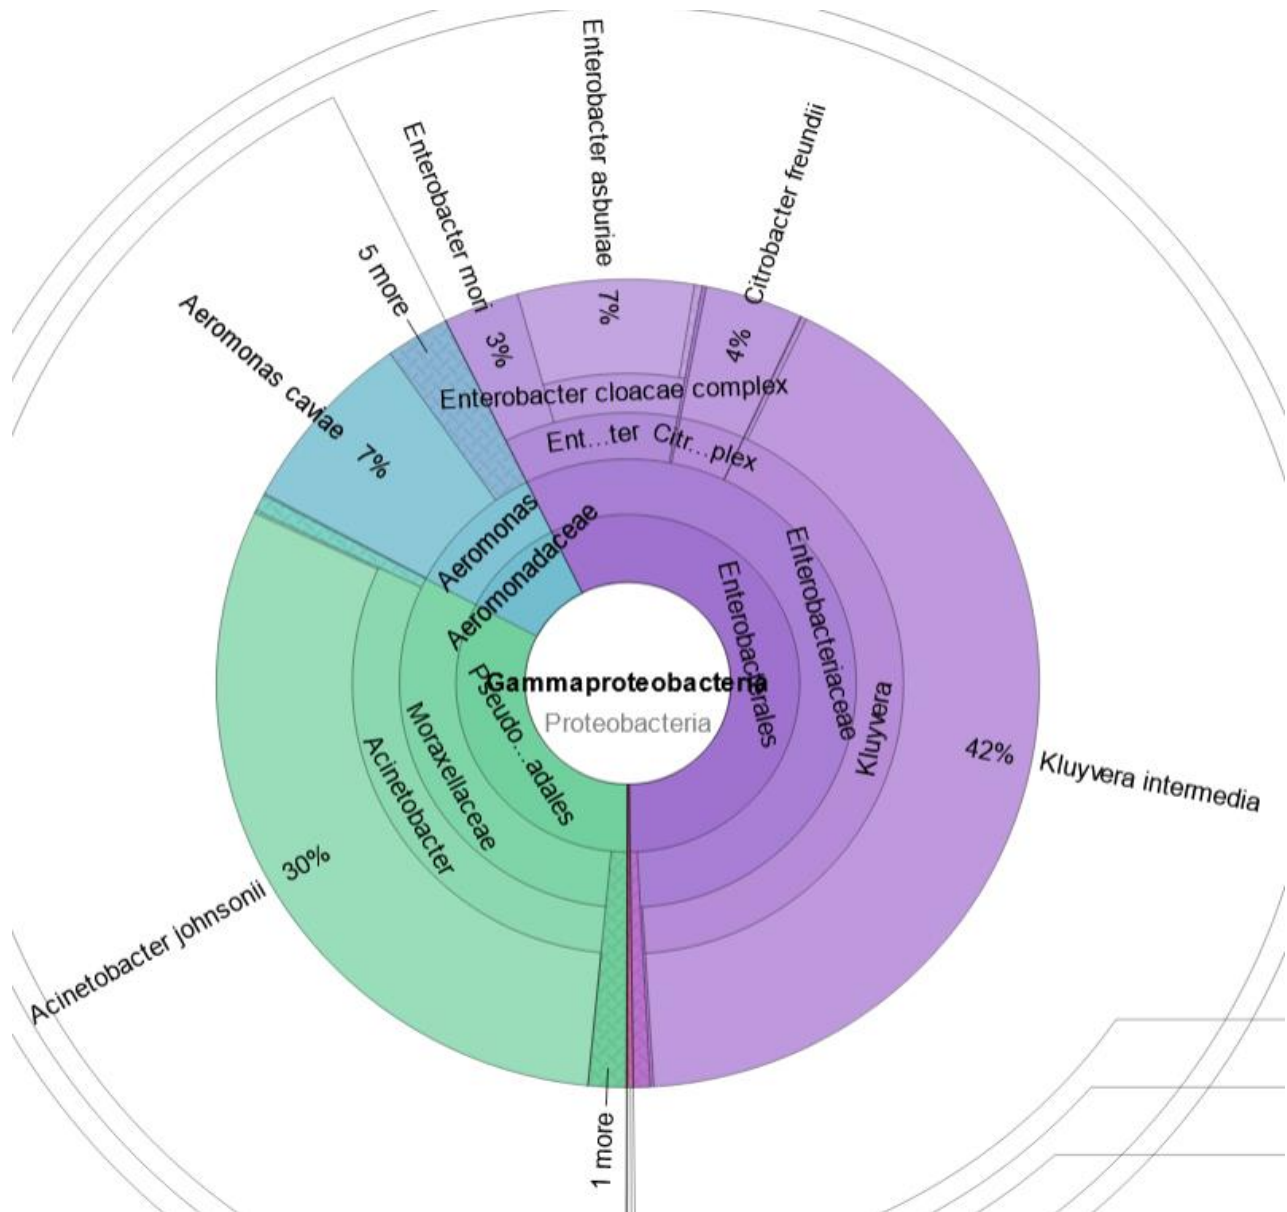 Enterobacter asburiae
7%
Citrobacter freundii
4%
Enterobacter mori
3%
5 more
Aeromonas caviae
7%
Enterobacter cloacae complex
Ent...ter
Citr...plex
Aeromonas
Aeromonadaceae
Enterobacterales
Enterobacteriaceae
Kluyvera
42%
Kluyvera intermedia
Gammaproteobacteria
Proteobacteria
Pseudo...adales
Moraxellaceae
Acinetobacter
30%
Acinetobacter johnsonii
1 more